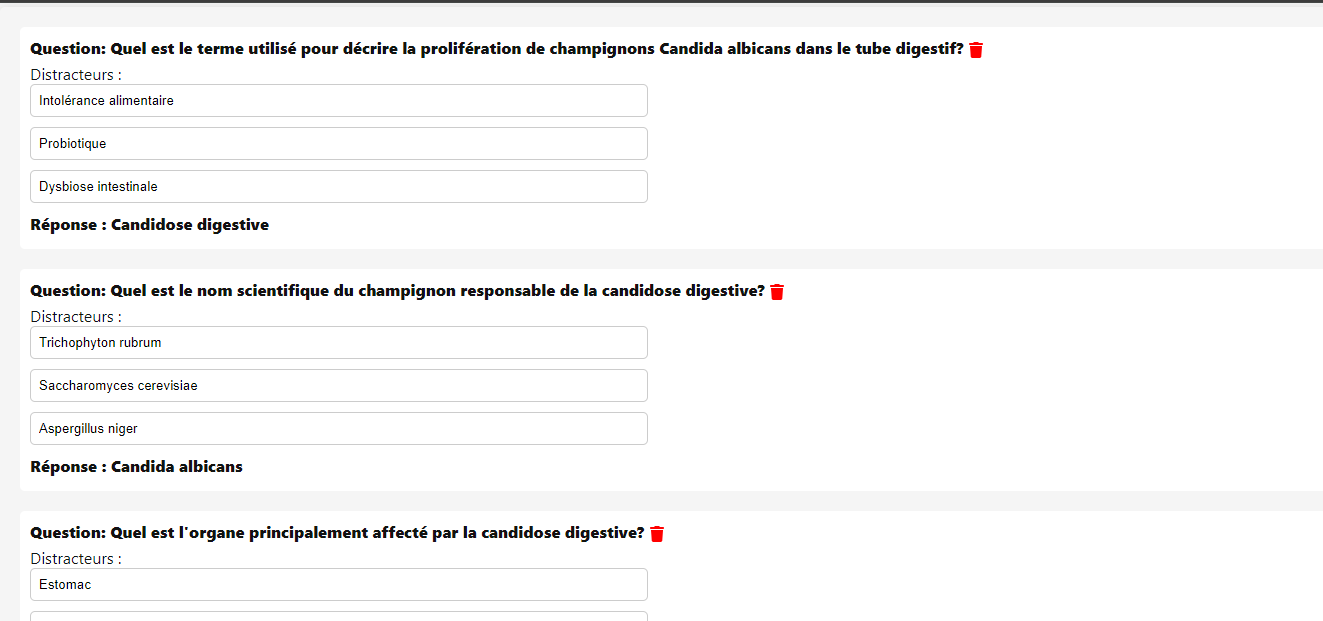 Question: Quel est le terme utilisé pour décrire la prolifération de champignons Candida albicans dans le tube digestif?
Distracteurs :
Intolérance alimentaire
Probiotique
Dysbiose intestinale
Réponse : Candidose digestive
Question: Quel est le nom scientifique du champignon responsable de la candidose digestive?
Distracteurs :
Trichophyton rubrum
Saccharomyces cerevisiae
Aspergillus niger
Réponse : Candida albicans
Question: Quel est l'organe principalement affecté par la candidose digestive?
Distracteurs :
Estomac